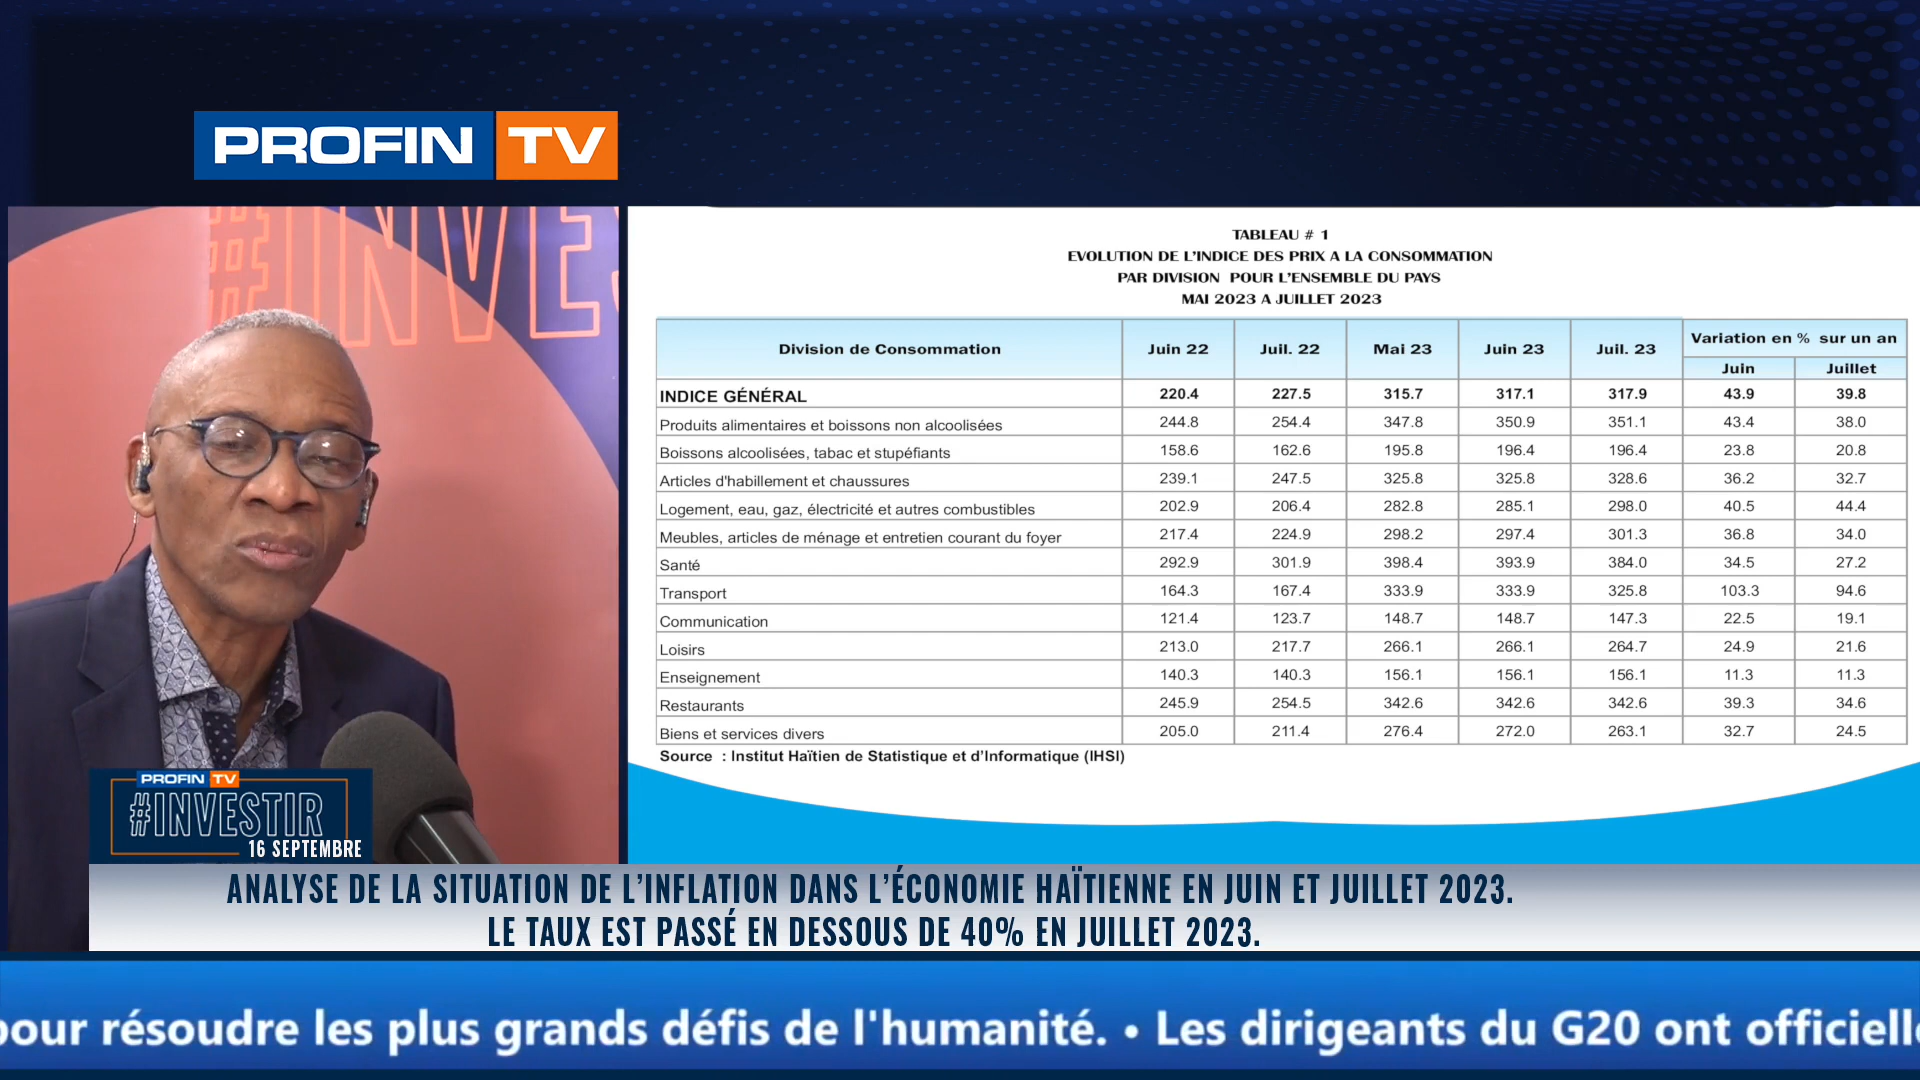 PROFIN TV
#INVES
TABLEAU # 1
EVOLUTION DE L'INDICE DES PRIX A LA CONSOMMATION
PAR DIVISION POUR L'ENSEMBLE DU PAYS
MAI 2023 A JUILLET 2023
Division de Consommation Juin 22 Juil. 22 Mai 23 Juin 23 Juil. 23 Variation en % sur un an
Juin Juillet
INDICE GÉNÉRAL 220.4 227.5 315.7 317.1 317.9 43.9 39.8
Produits alimentaires et boissons non alcoolisées 244.8 254.4 347.8 350.9 351.1 43.4 38.0
Boissons alcoolisées, tabac et stupéfiants 158.6 162.6 195.8 196.4 196.4 23.8 20.8
Articles d'habillement et chaussures 239.1 247.5 325.8 325.8 328.6 36.2 32.7
Logement, eau, gaz, électricité et autres combustibles 202.9 206.4 282.8 285.1 298.0 40.5 44.4
Meubles, articles de ménage et entretien courant du foyer 217.4 224.9 298.2 297.4 301.3 36.8 34.0
Santé 292.9 301.9 398.4 393.9 384.0 34.5 27.2
Transport 164.3 167.4 333.9 333.9 325.8 103.3 94.6
Communication 121.4 123.7 148.7 148.7 147.3 22.5 19.1
Loisirs 213.0 217.7 266.1 266.1 264.7 24.9 21.6
Enseignement 140.3 140.3 156.1 156.1 156.1 11.3 11.3
Restaurants 245.9 254.5 342.6 342.6 342.6 39.3 34.6
Biens et services divers 205.0 211.4 276.4 272.0 263.1 32.7 24.5
Source : Institut Haïtien de Statistique et d'Informatique (IHSI)
PROFIN TV
#INVESTIR
16 SEPTEMBRE
ANALYSE DE LA SITUATION DE L'INFLATION DANS L'ÉCONOMIE HAÏTIENNE EN JUIN ET JUILLET 2023.
LE TAUX EST PASSÉ EN DESSOUS DE 40% EN JUILLET 2023.
pour résoudre les plus grands défis de l'humanité. • Les dirigeants du G20 ont officielle